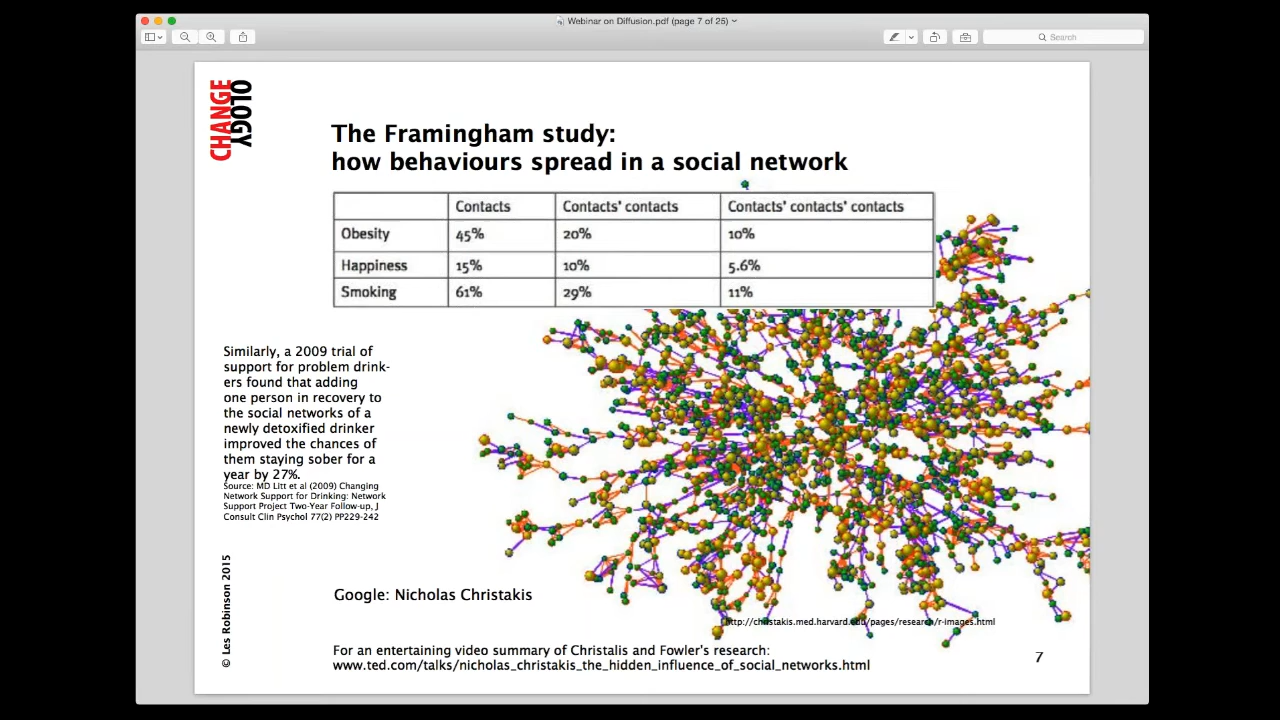 Webinar on Diffusion.pdf (page 7 of 25)
Search
CHANGE
OLOGY
The Framingham study:
how behaviours spread in a social network
Contacts Contacts' contacts Contacts' contacts' contacts
Obesity 45% 20% 10%
Happiness 15% 10% 5.6%
Smoking 61% 29% 11%
Similarly, a 2009 trial of
support for problem drink-
ers found that adding
one person in recovery to
the social networks of a
newly detoxified drinker
improved the chances of
them staying sober for a
year by 27%.
Source: MD Litt et al (2009) Changing
Network Support for Drinking: Network
Support Project Two-Year Follow-up, J
Consult Clin Psychol 77(2) PP229-242
© Les Robinson 2015
Google: Nicholas Christakis
http://christakis.med.harvard.edu/pages/research/r-images.html
For an entertaining video summary of Christalis and Fowler's research:
www.ted.com/talks/nicholas_christakis_the_hidden_influence_of_social_networks.html
7